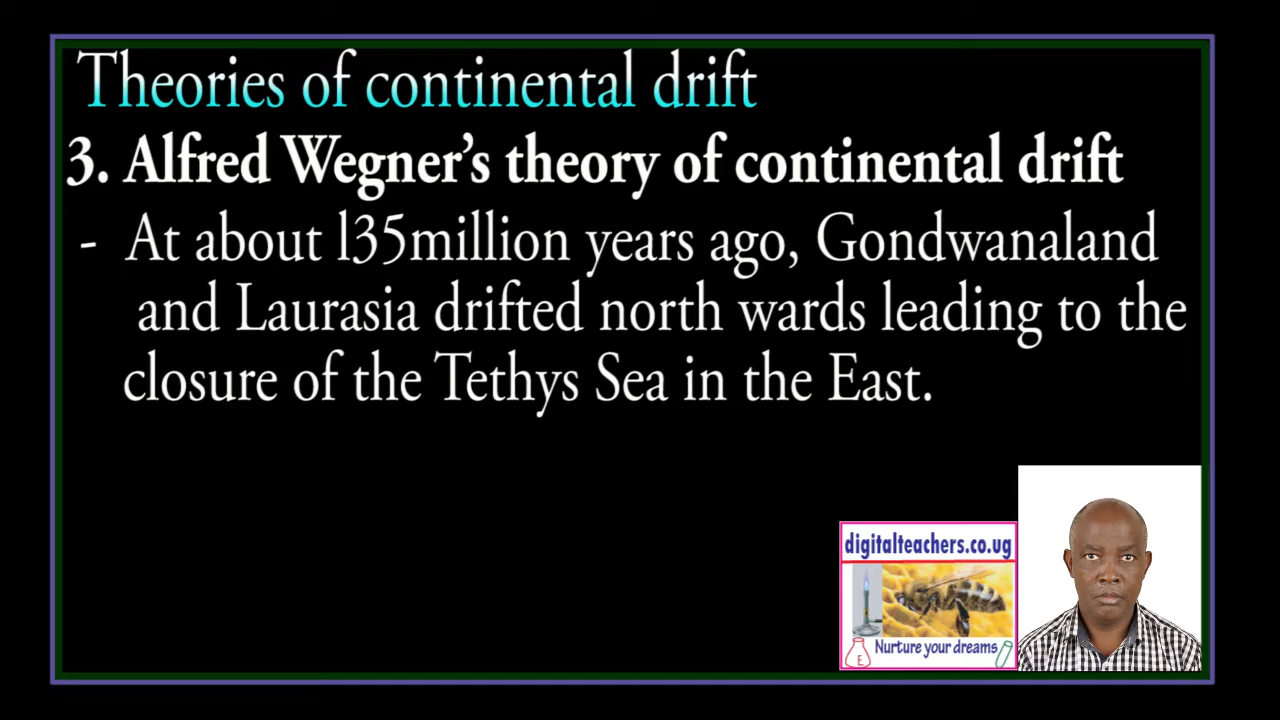 Theories of continental drift
3. Alfred Wegner's theory of continental drift
- At about 135million years ago, Gondwanaland
and Laurasia drifted north wards leading to the
closure of the Tethys Sea in the East.
digitalteachers.co.ug
Nurture your dreams
E